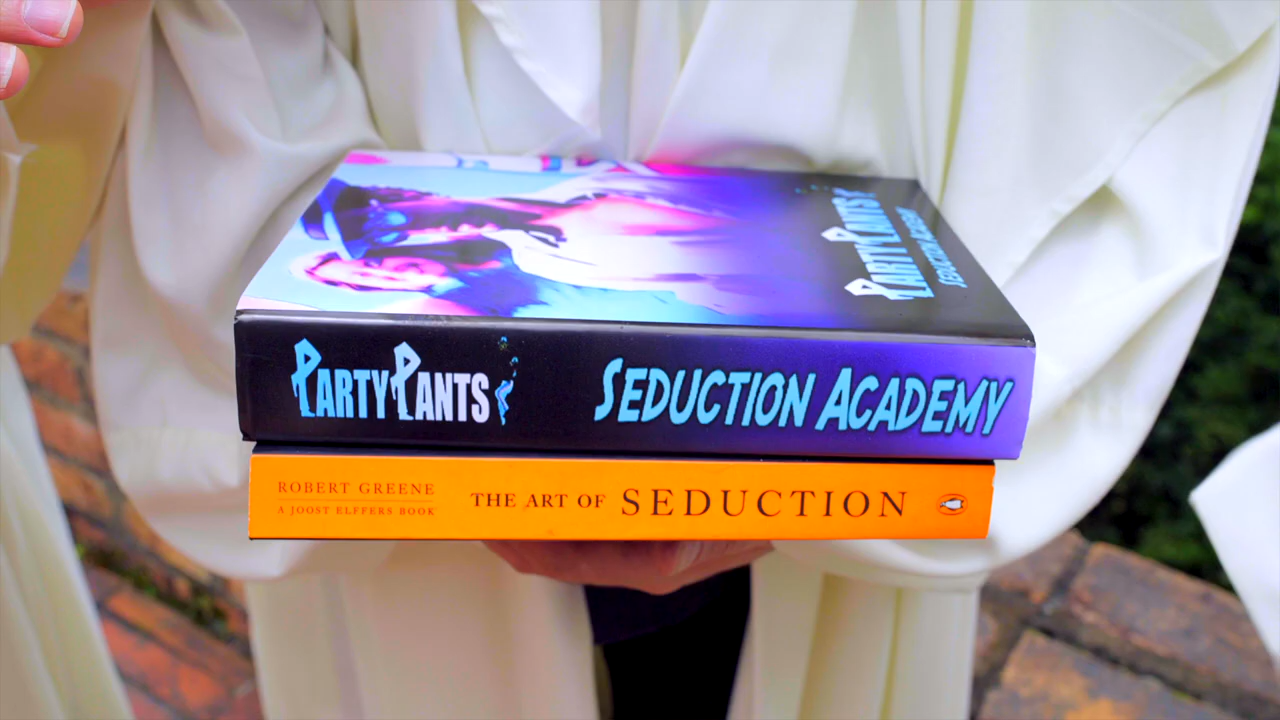 PARTYPANTS
SEDUCTION ACADEMY
PARTYPANTS
SEDUCTION ACADEMY
ROBERT GREENE
A JOOST ELFFERS BOOK
THE ART OF SEDUCTION